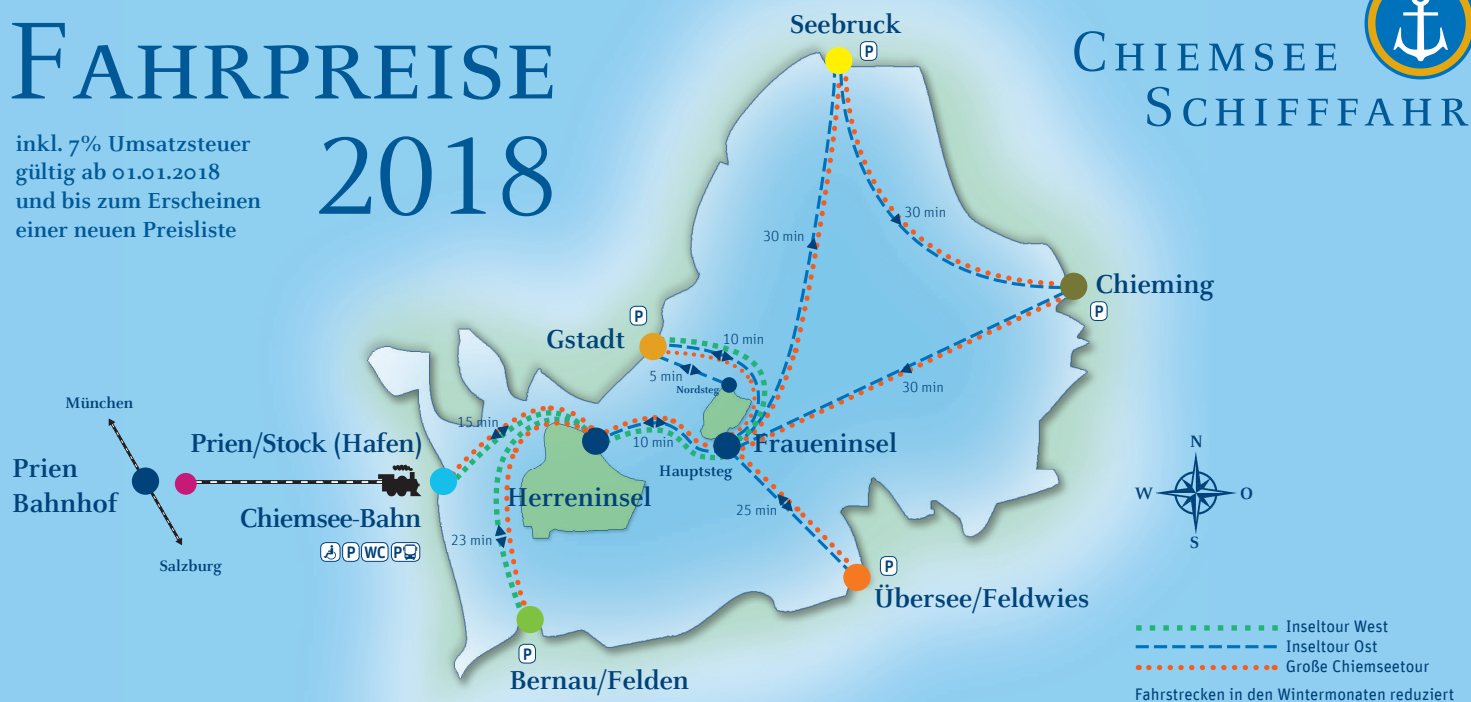 FAHRPREISE
2018
inkl. 7% Umsatzsteuer
gültig ab 01.01.2018
und bis zum Erscheinen
einer neuen Preisliste
CHIEMSEE
SCHIFFFAHR
Seebruck
P
30 min
30 min
Chieming
P
Gstadt
P
10 min
5 min
Nordsteg
30 min
München
15 min
Prien/Stock (Hafen)
10 min
Fraueninsel
Hauptsteg
Prien
Bahnhof
Herreninsel
Chiemsee-Bahn
P WC P
23 min
25 min
Salzburg
N
W O
S
P
Übersee/Feldwies
P
Bernau/Felden
Inseltour West
Inseltour Ost
Große Chiemseetour
Fahrstrecken in den Wintermonaten reduziert